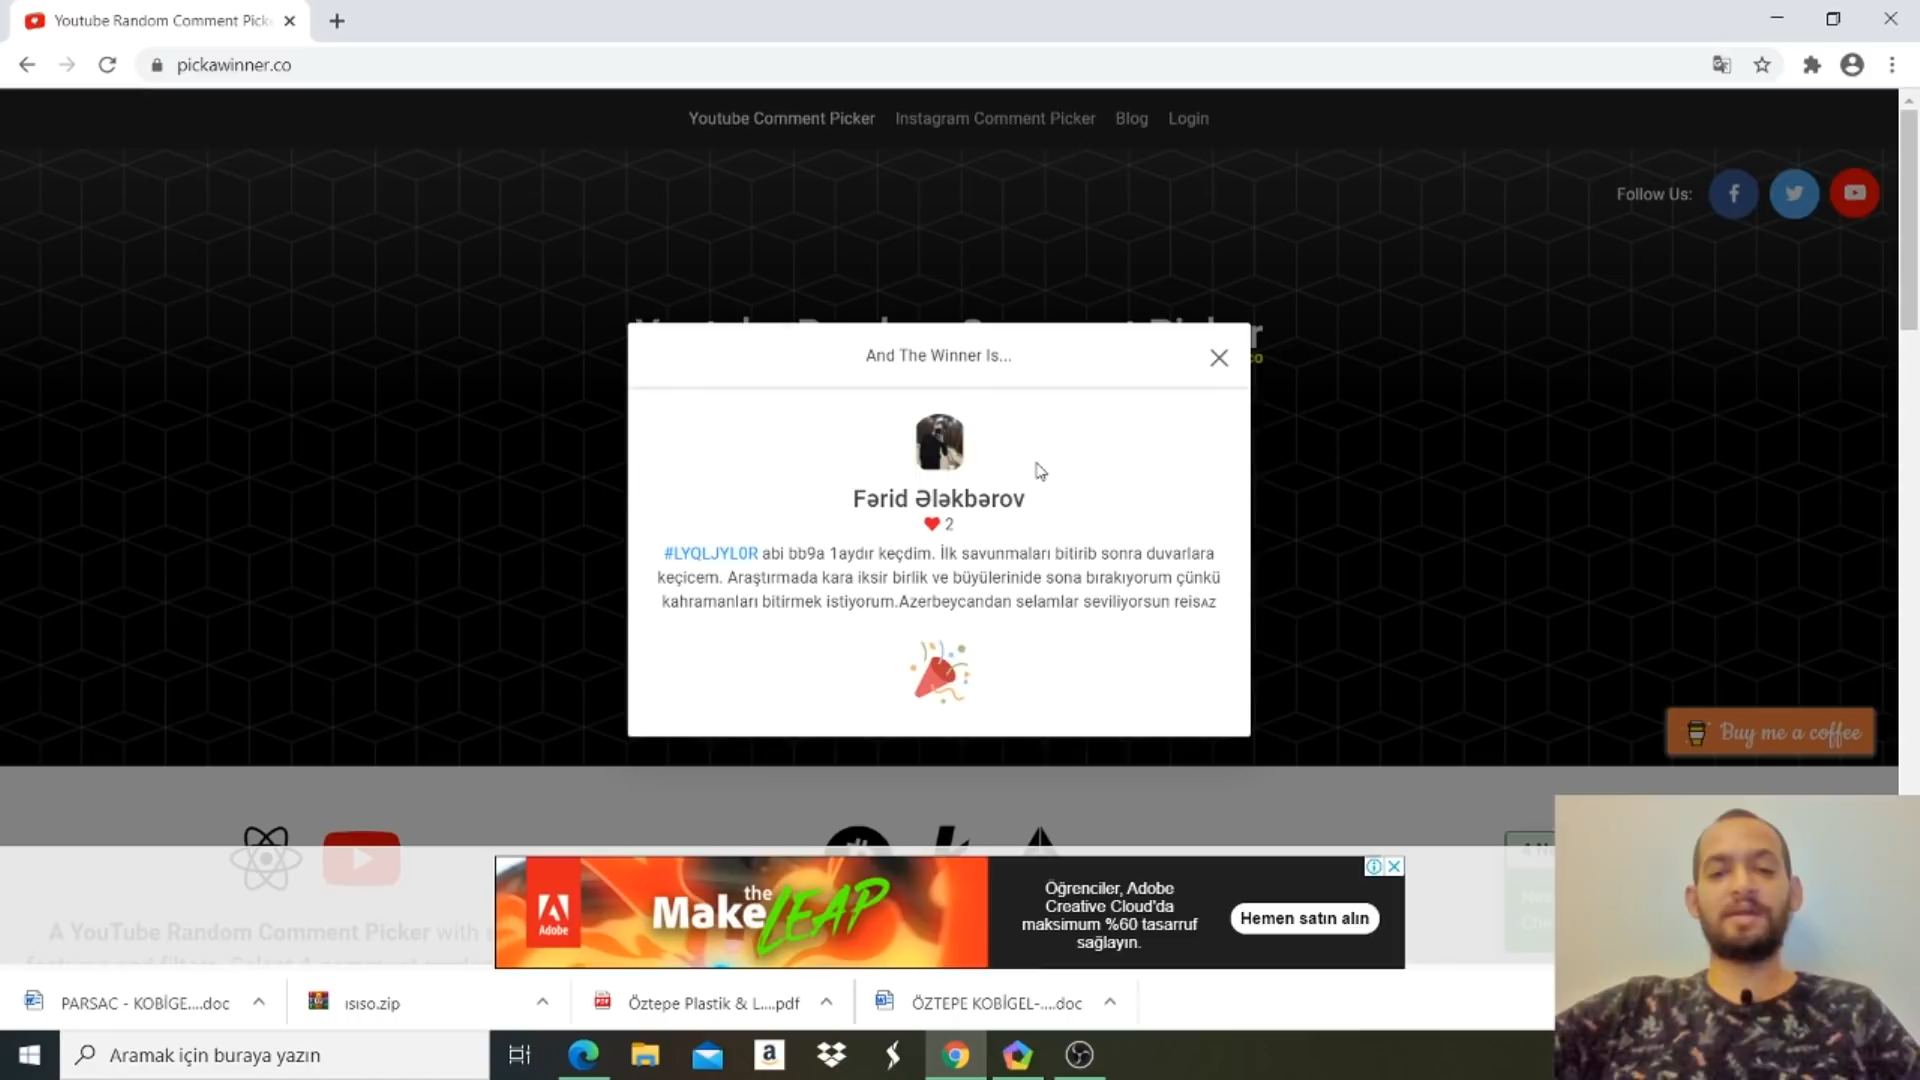 Youtube Random Comment Pick
pickawinner.co
Youtube Comment Picker Instagram Comment Picker Blog Login
Follow Us:
And The Winner Is...
Fərid Ələkbərov
2
#LYQLJYL0R abi bb9a 1aydır keçdim. İlk savunmaları bitirib sonra duvarlara
keçicem. Araştırmada kara iksir birlik ve büyülerinide sona bırakıyorum çünkü
kahramanları bitirmek istiyorum.Azerbeycandan selamlar seviliyorsun reisAZ
Buy me a coffee
A YouTube Random Comment Picker with
Adobe
Make the LEAP
Öğrenciler, Adobe
Creative Cloud'da
maksimum %60 tasarruf
sağlayın.
Hemen satın alın
PARSAC - KOBİGE....doc
ısıso.zip
Öztepe Plastik & L....pdf
ÖZTEPE KOBİGEL-....doc
Aramak için buraya yazın